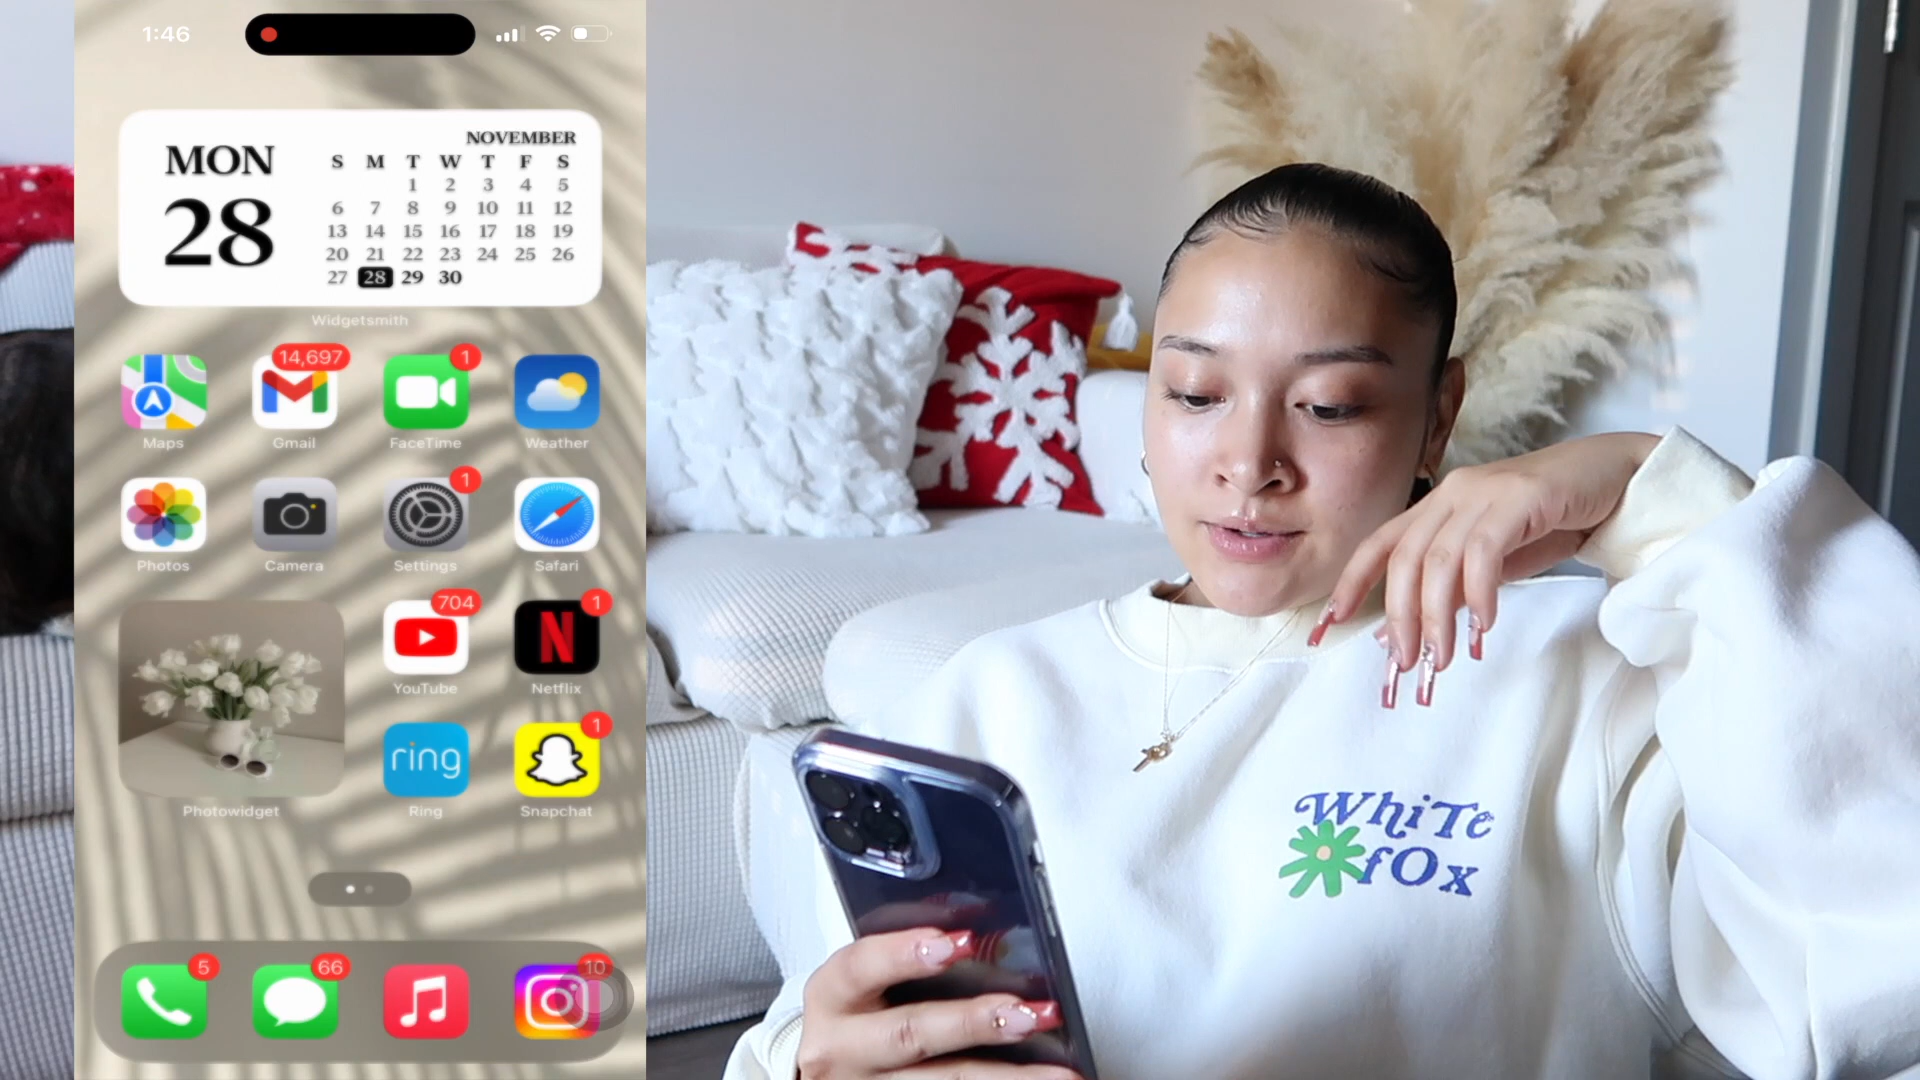 1:46
MON
28
NOVEMBER
S M T W T F S
1 2 3 4 5
6 7 8 9 10 11 12
13 14 15 16 17 18 19
20 21 22 23 24 25 26
27 28 29 30
Widgetsmith
14,697
1
Maps
Gmail
FaceTime
Weather
1
Photos
Camera
Settings
Safari
704
1
N
YouTube
Netflix
ring
1
Photowidget
Ring
Snapchat
5
66
10
WhiTe
fOx